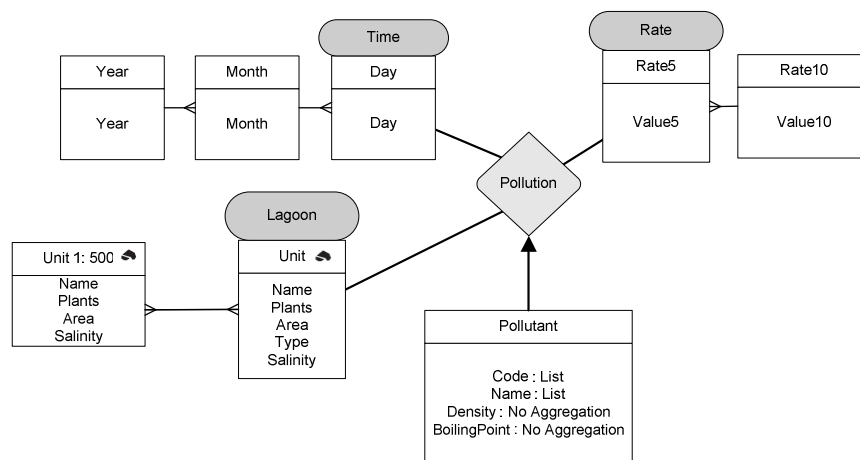 Time
Year
Year
Month
Month
Day
Day
Rate
Rate5
Value5
Rate10
Value10
Pollution
Lagoon
Unit 1: 500
Name
Plants
Area
Salinity
Unit
Name
Plants
Area
Type
Salinity
Pollutant
Code : List
Name : List
Density : No Aggregation
BoilingPoint : No Aggregation